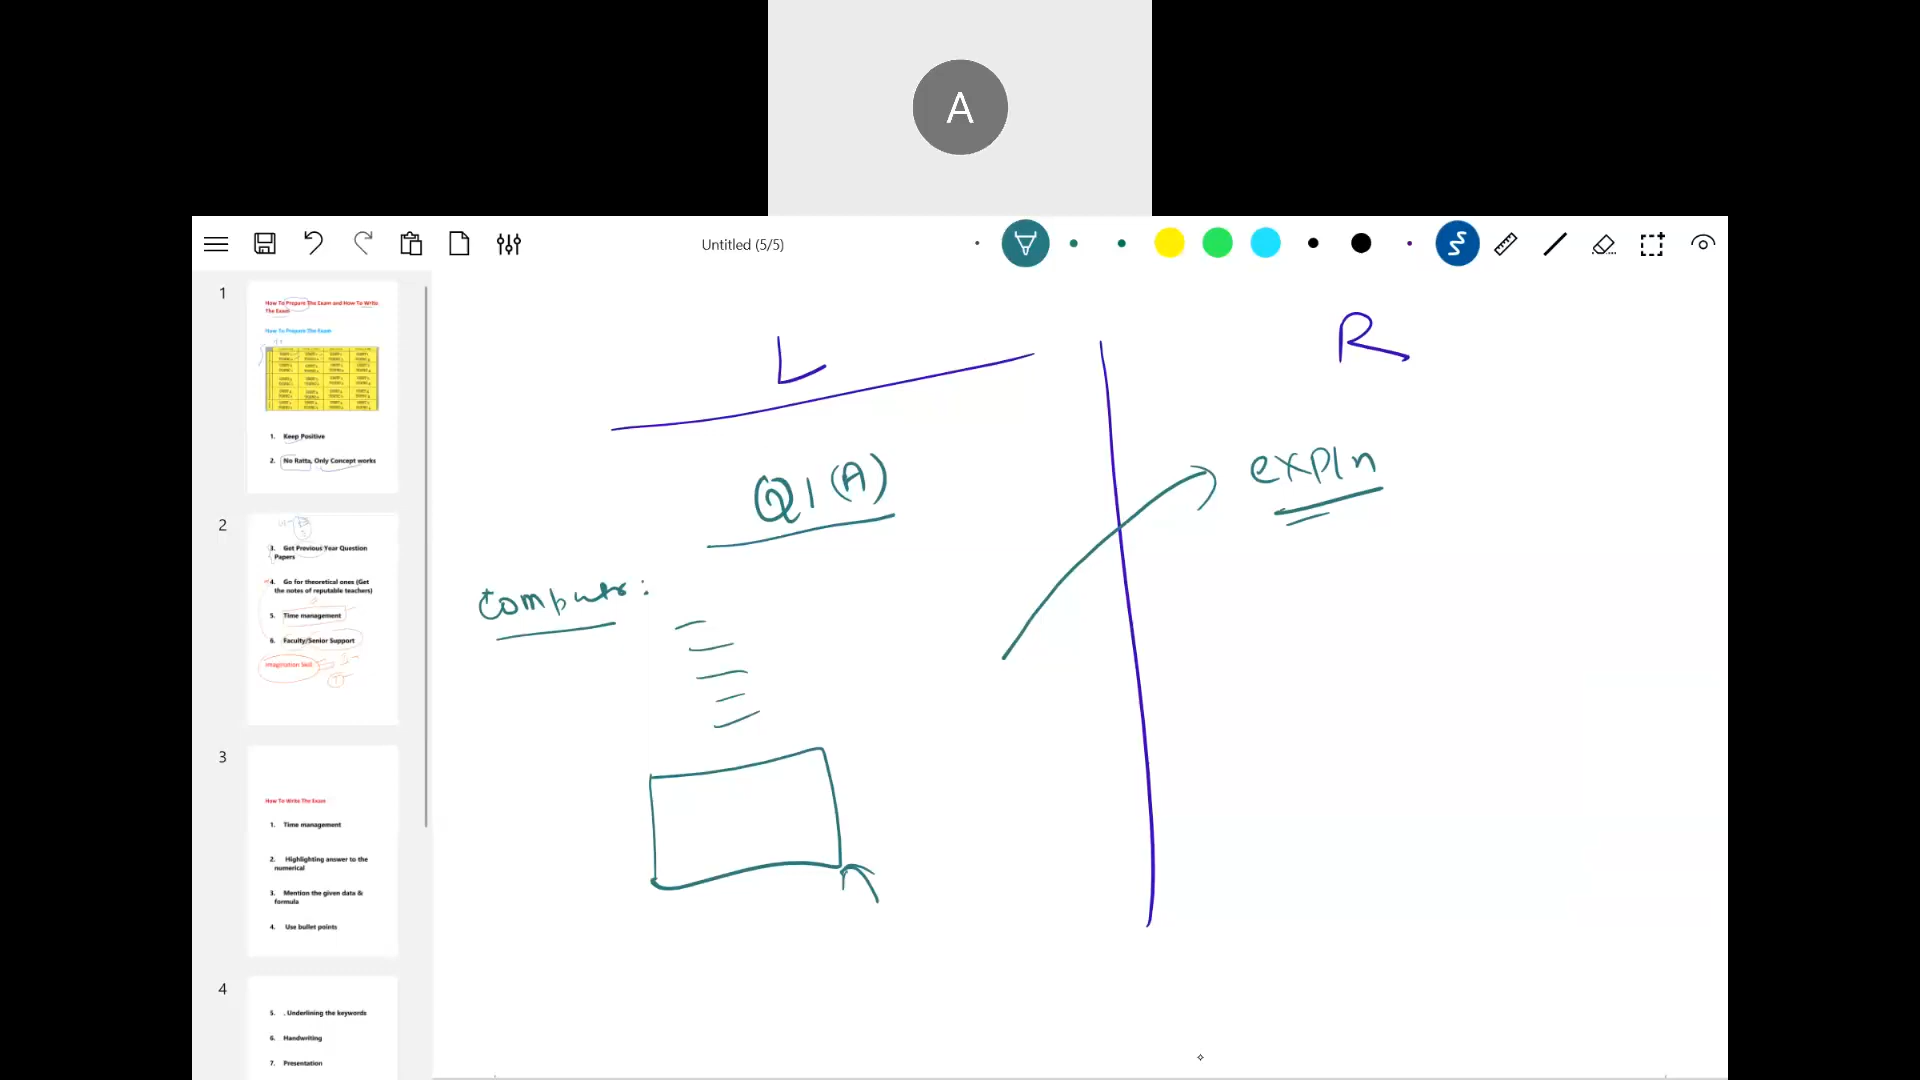 A
Untitled (5/5)
1
How To Prepare The Exam and How To Write
The Exam
How To Prepare The Exam
1. Keep Positive
2. No Ratta, Only Concept works
2
3. Get Previous Year Question
Papers
4. Go for theoretical ones (Get
the notes of reputable teachers)
5. Time management
6. Faculty/Senior Support
Imagination Skill
3
How To Write The Exam
1. Time management
2. Highlighting answer to the
numerical
3. Mention the given data &
formula
4. Use bullet points
4
5. . Underlining the keywords
6. Handwriting
7. Presentation
L
R
Q1(A)
expln
Computer: